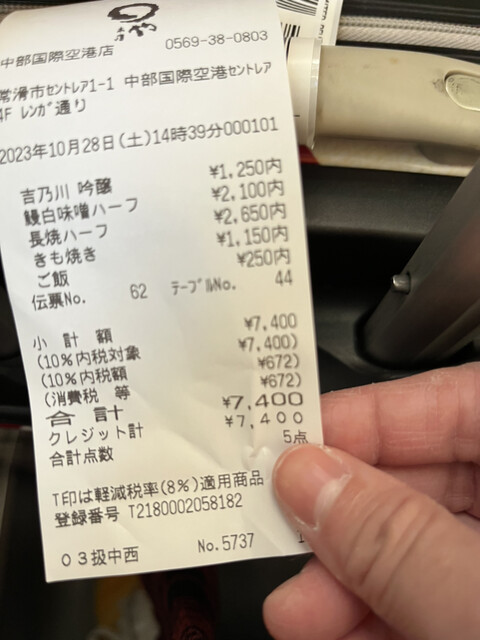 中部国際空港店
0569-38-0803
常滑市セントレア1-1 中部国際空港セントレア
4F レンガ通り
2023年10月28日(土)14時39分000101
吉乃川 吟醸 ¥1,250内
鰻白味噌ハーフ ¥2,100内
長焼ハーフ ¥2,650内
きも焼き ¥1,150内
ご飯 ¥250内
伝票No. 62 テーブルNo. 44
小 計 額 ¥7,400
(10%内税対象 ¥7,400)
(10%内税額 ¥672)
(消費税 等 ¥672)
合 計 ¥7,400
クレジット計 ¥7,400
合計点数 5点
T印は軽減税率(8%)適用商品
登録番号 T2180002058182
03扱中西 No.5737